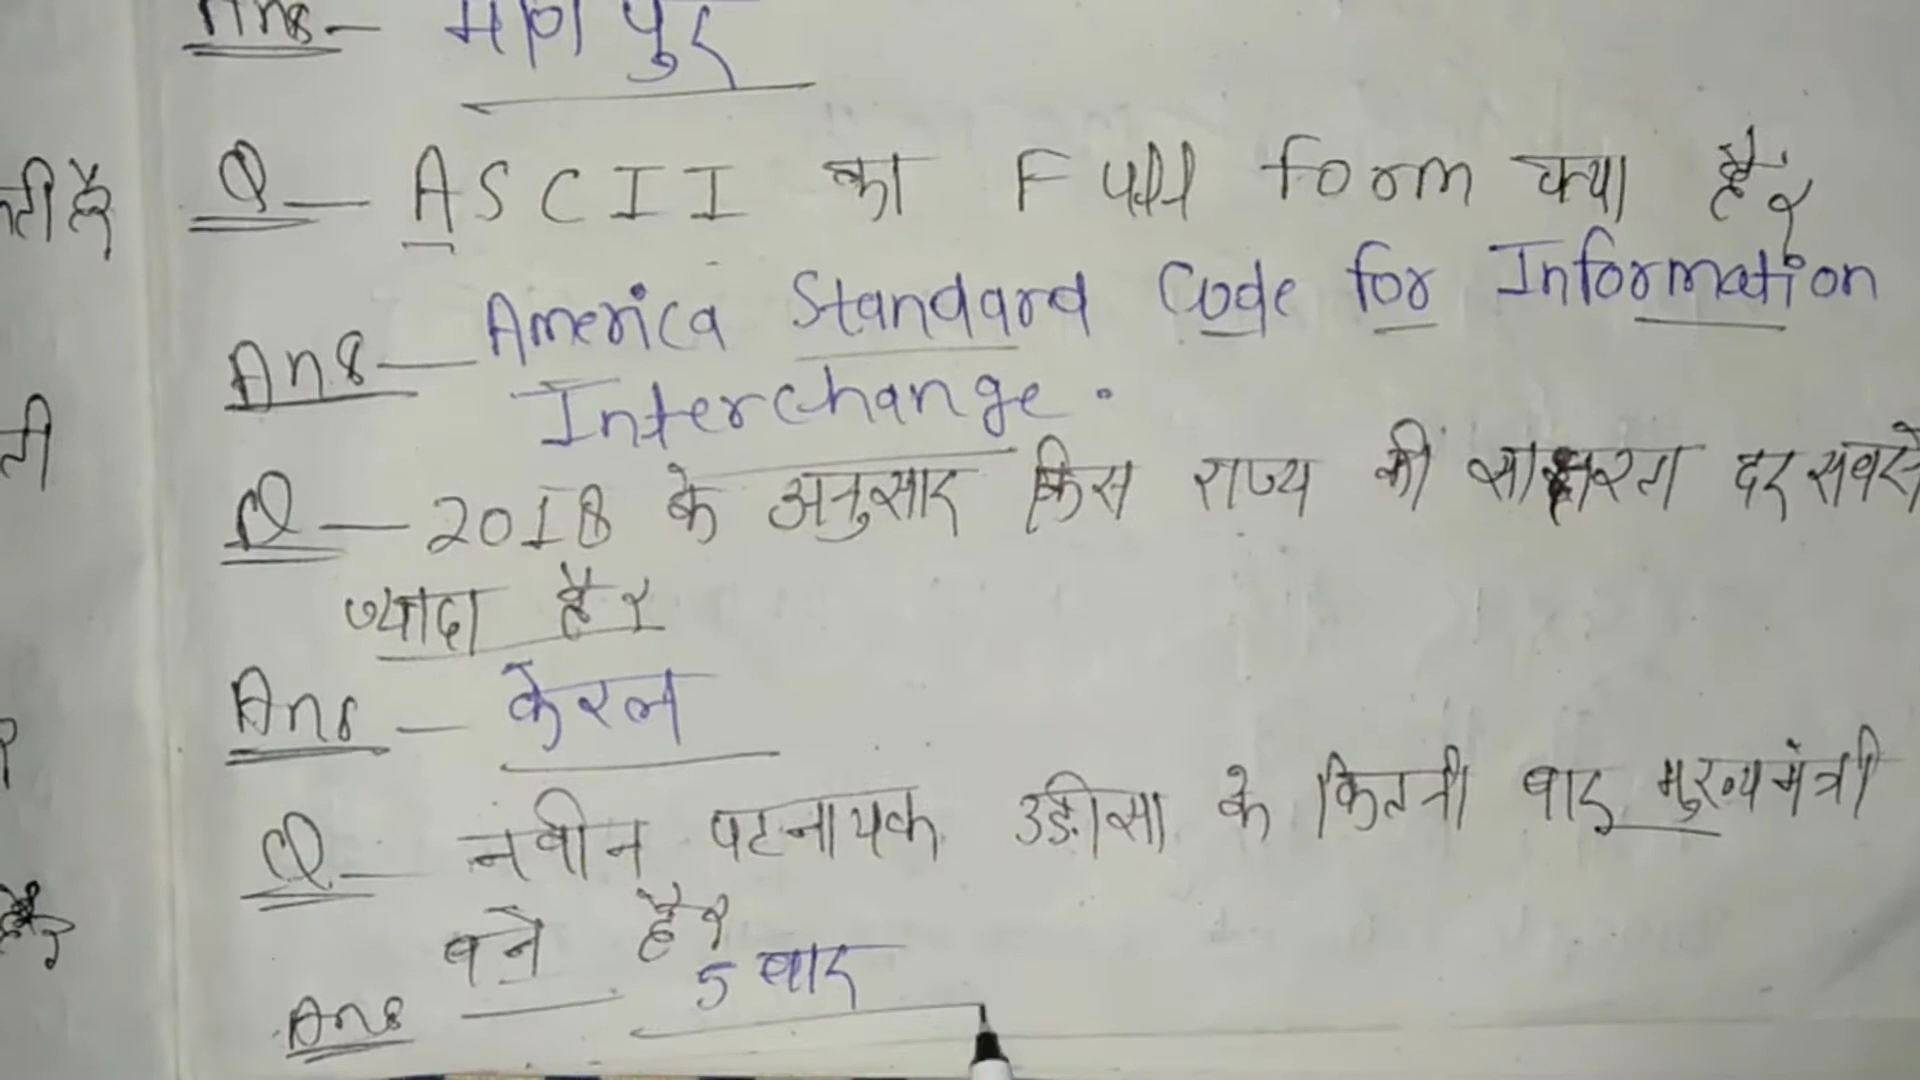 Ans- मणिपुर
Q- ASCII का Full form क्या है?
Ans- America Standard Code for Information
Interchange.
Q- 2018 के अनुसार किस राज्य की साक्षरता दर सबसे
ज्यादा है?
Ans - केरल
Q- नवीन पटनायक उड़ीसा के कितनी बार मुख्यमंत्री
बने है?
Ans 5 बार